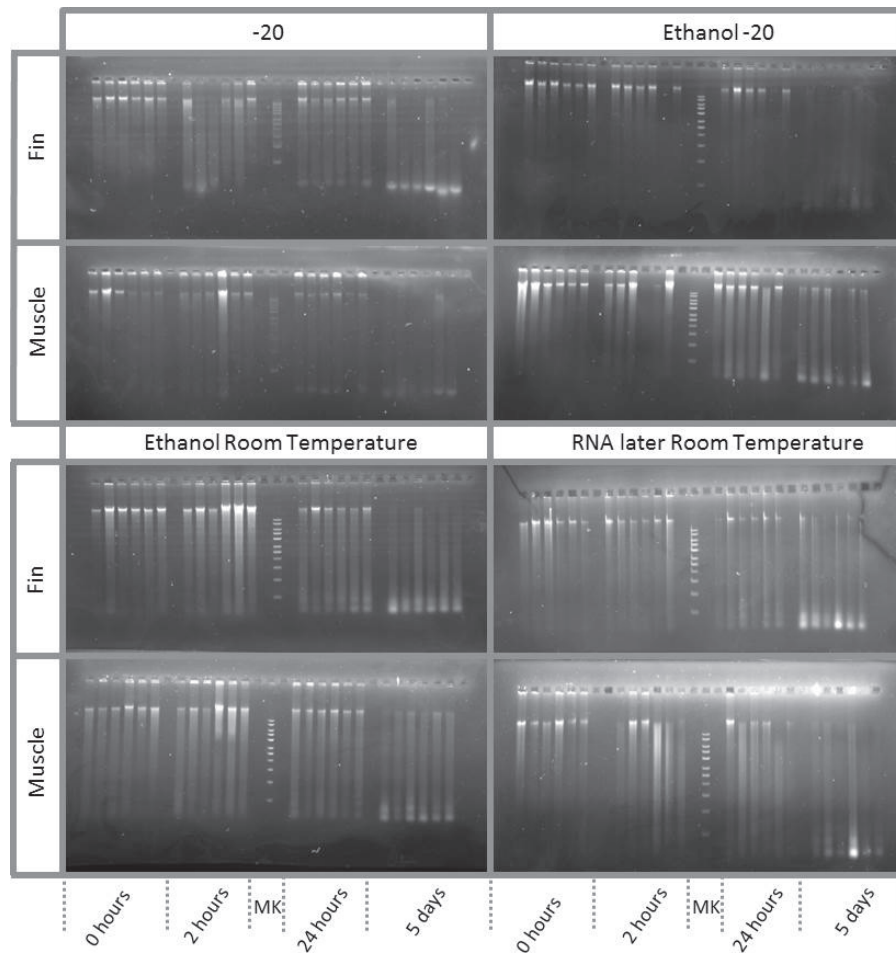 -20
Ethanol -20
Fin
Muscle
Ethanol Room Temperature
RNA later Room Temperature
Fin
Muscle
0 hours
2 hours
MK
24 hours
5 days
0 hours
2 hours
MK
24 hours
5 days